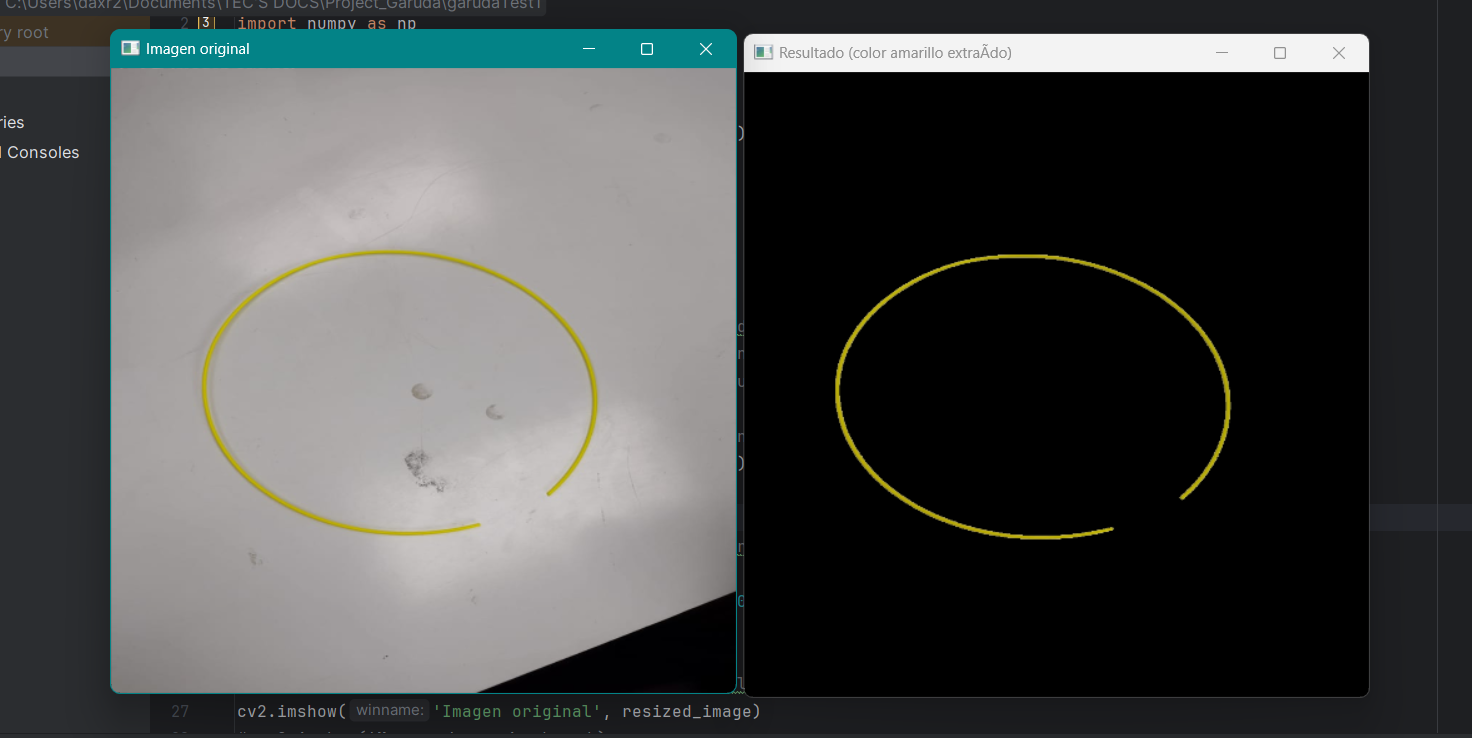 C:\Users\daxr2\Documents\TEC'S DOCS\Project_Garuda\garudaTest1
ry root
2 import numpy as np
3
Imagen original
Resultado (color amarillo extraÃdo)
ries
Consoles
27 cv2.imshow( winname: 'Imagen original', resized_image)